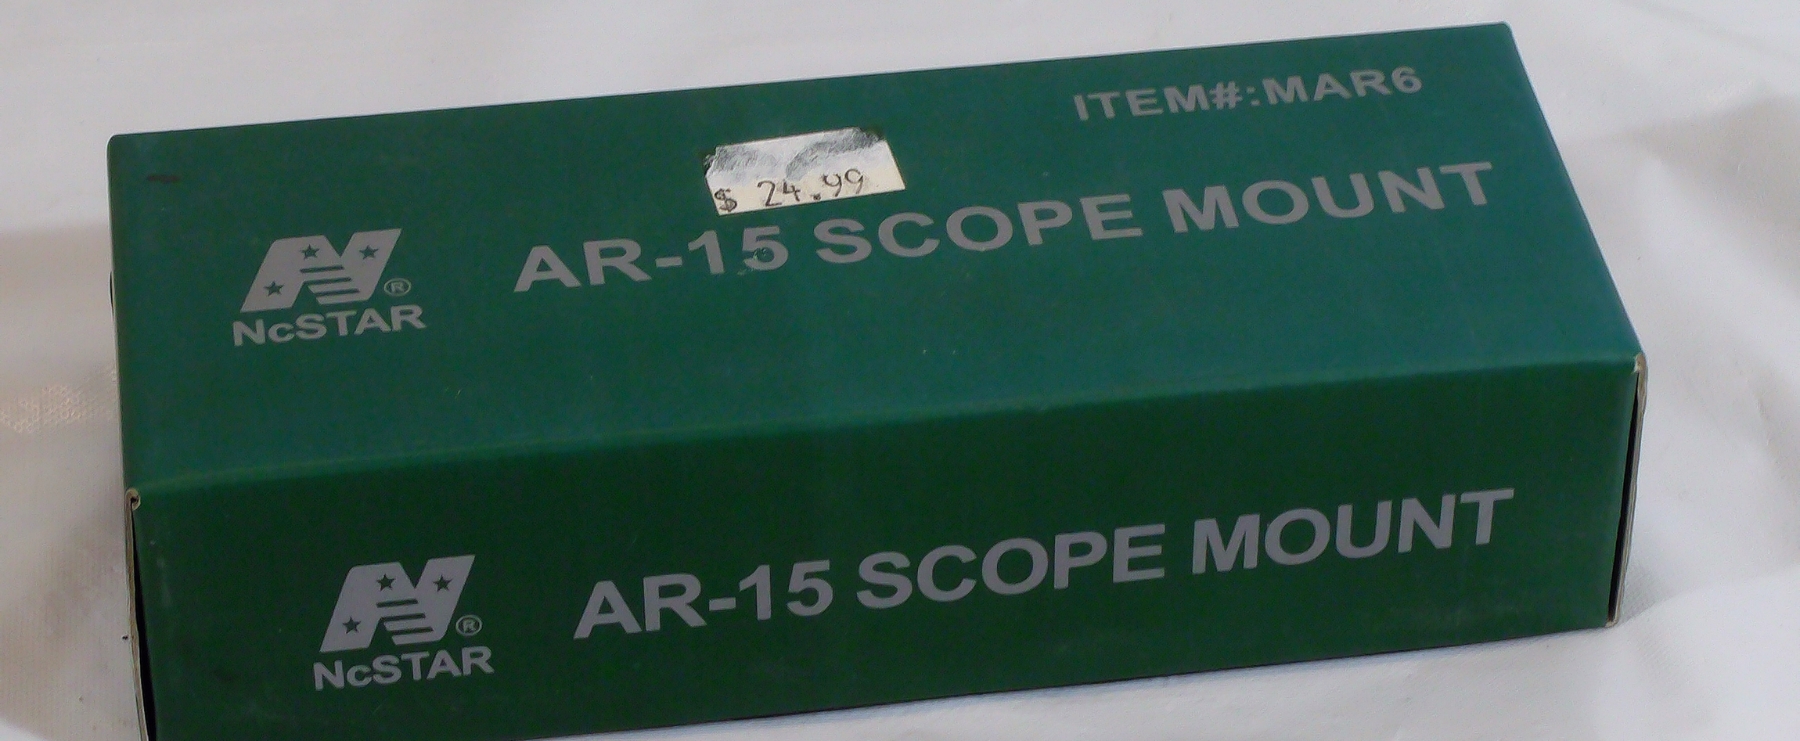 ITEM#:MAR6
$ 24.99
AR-15 SCOPE MOUNT
N®
NcSTAR
AR-15 SCOPE MOUNT
N®
NcSTAR